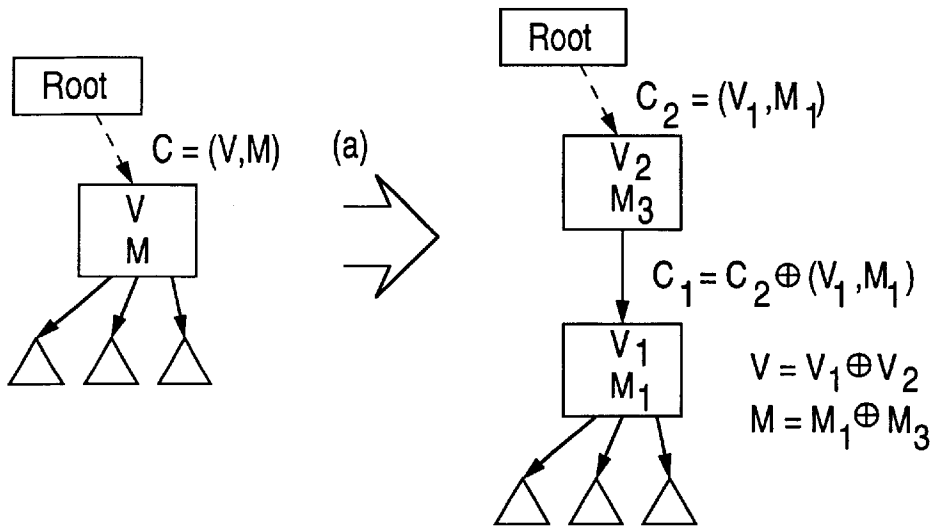 Root
C = (V,M)
V
M
(a)
Root
C₂ = (V₁,M₁)
V₂
M₃
C₁ = C₂ ⊕ (V₁,M₁)
V₁
M₁
V = V₁ ⊕ V₂
M = M₁ ⊕ M₃